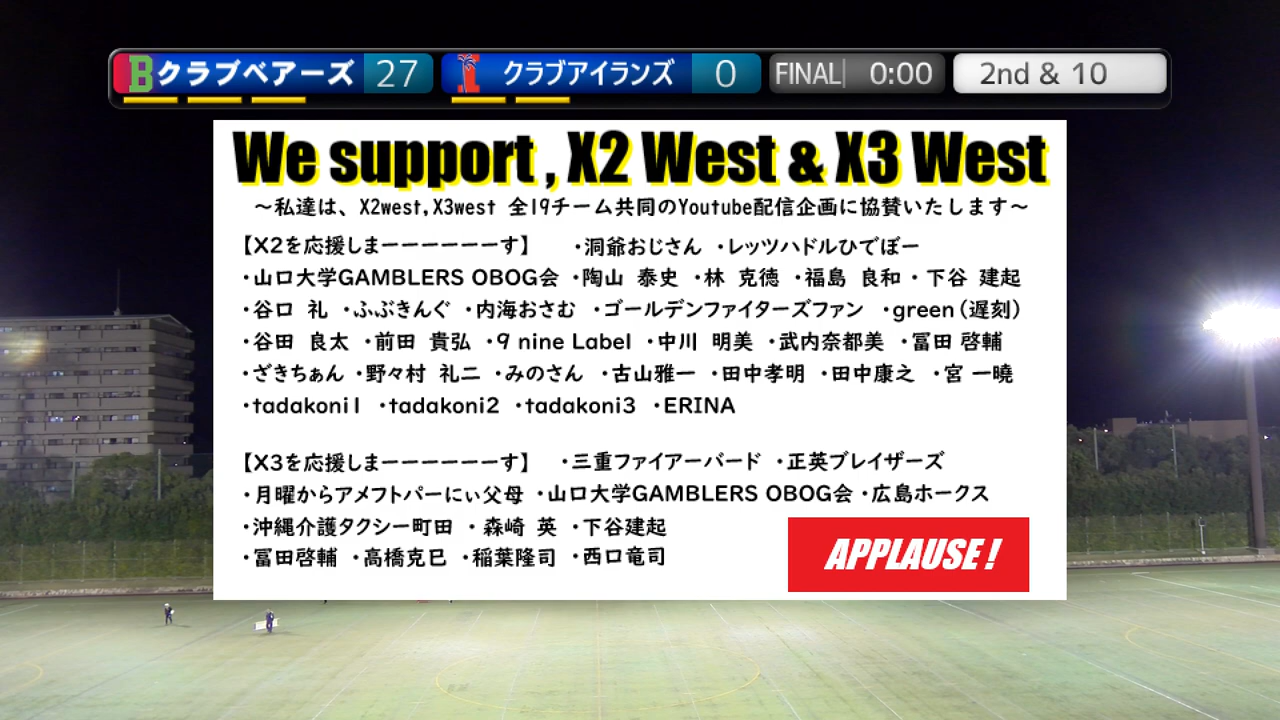 B クラブベアーズ 27 I クラブアイランズ 0 FINAL 0:00 2nd & 10
We support , X2 West & X3 West
～私達は、X2west,X3west 全19チーム共同のYoutube配信企画に協賛いたします～
【X2を応援しまーーーーーーす】 ・洞爺おじさん ・レッツハドルひでぼー
・山口大学GAMBLERS OBOG会 ・陶山 泰史 ・林 克徳 ・福島 良和 ・下谷 建起
・谷口 礼 ・ふぶきんぐ ・内海おさむ ・ゴールデンファイターズファン ・green（遅刻）
・谷田 良太 ・前田 貴弘 ・9 nine Label ・中川 明美 ・武内奈都美 ・冨田 啓輔
・ざきちぁん ・野々村 礼二 ・みのさん ・古山雅一 ・田中孝明 ・田中康之 ・宮 一曉
・tadakoni1 ・tadakoni2 ・tadakoni3 ・ERINA
【X3を応援しまーーーーーーす】 ・三重ファイアーバード ・正英ブレイザーズ
・月曜からアメフトパーにぃ父母 ・山口大学GAMBLERS OBOG会 ・広島ホークス
・沖縄介護タクシー町田 ・森崎 英 ・下谷建起
・冨田啓輔 ・高橋克巳 ・稲葉隆司 ・西口竜司
APPLAUSE !